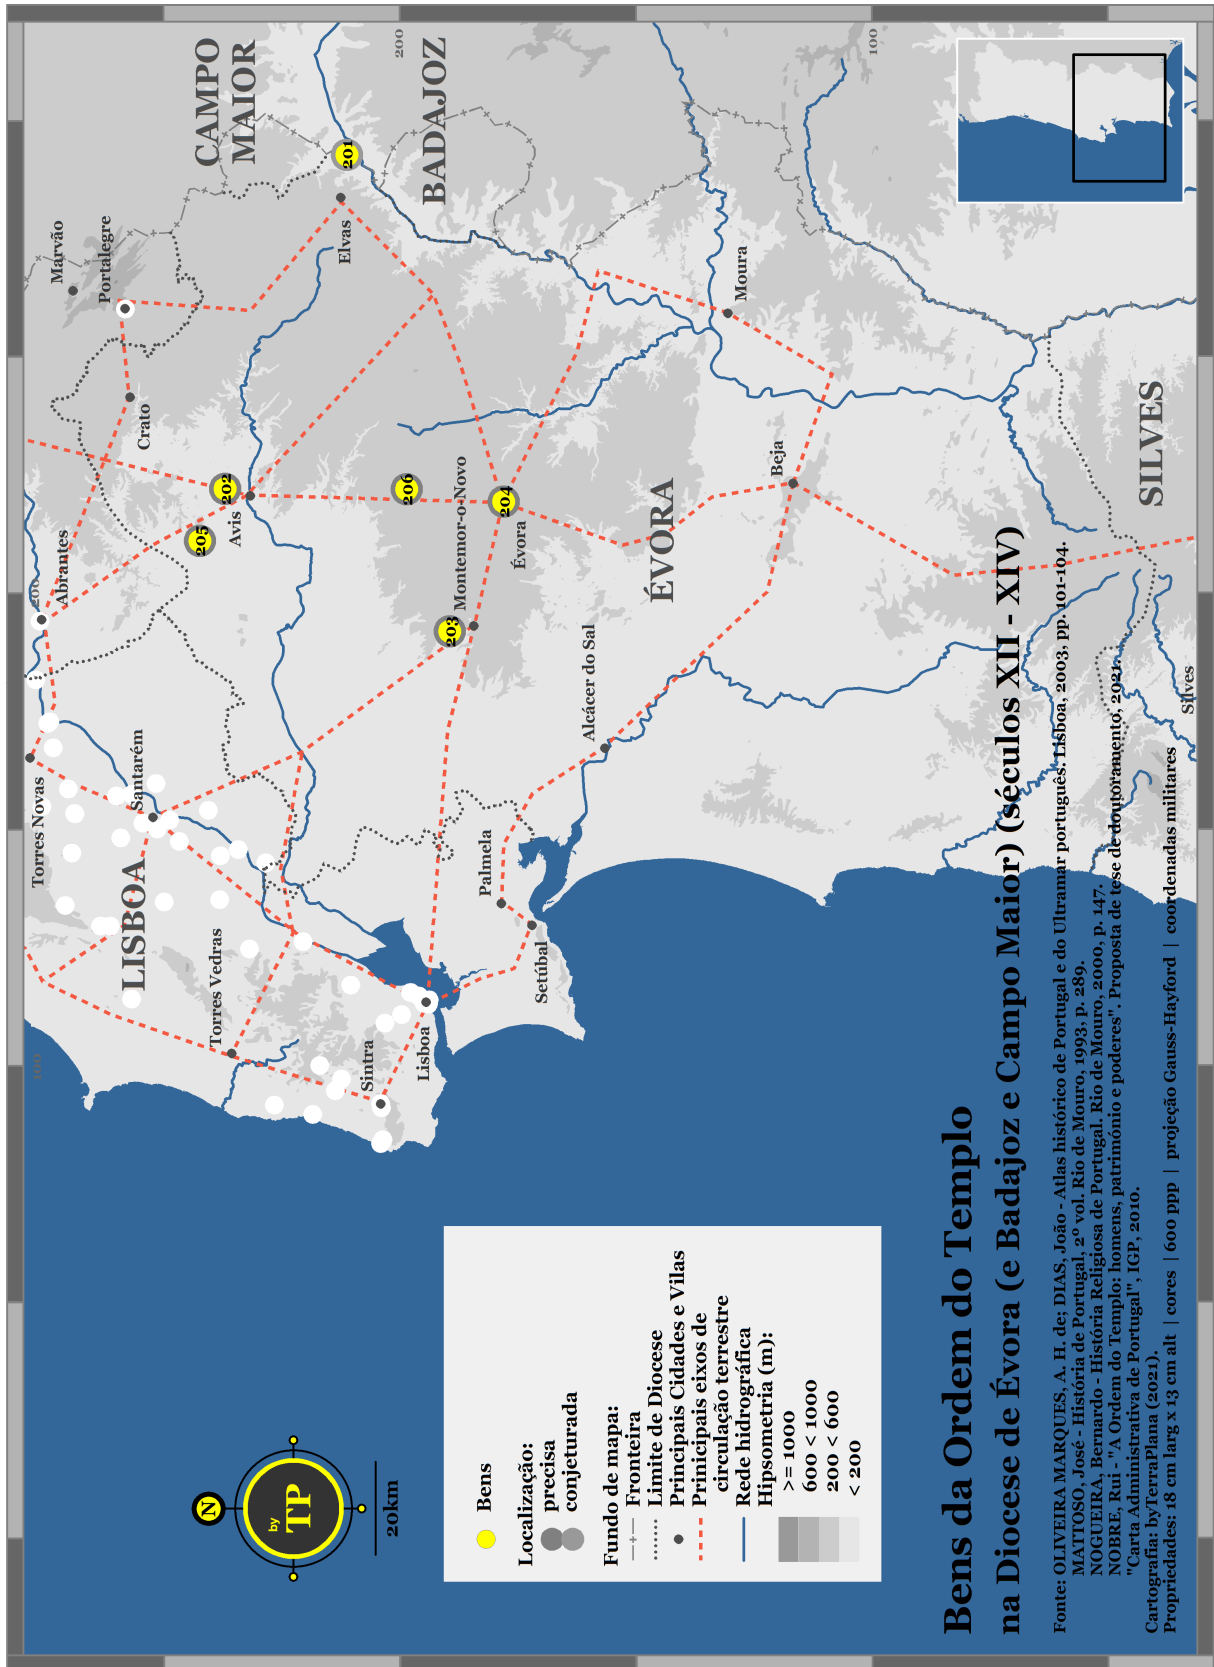 CAMPO
MAIOR
200
BADAJOZ
100
201
Marvão
Portalegre
Elvas
Moura
Crato
202
205
206
204
203
Avis
Montemor-o-Novo
Évora
ÉVORA
Beja
SILVES
200
Abrantes
Alcácer do Sal
Silves
Torres Novas
Santarém
LISBOA
Palmela
Setúbal
Torres Vedras
100
Sintra
Lisboa
N
by
TP
20km
Bens
Localização:
precisa
conjeturada
Fundo de mapa:
Fronteira
Limite de Diocese
Principais Cidades e Vilas
Prinicipais eixos de
circulação terrestre
Rede hidrográfica
Hipsometria (m):
>= 1000
600 < 1000
200 < 600
< 200
Bens da Ordem do Templo
na Diocese de Évora (e Badajoz e Campo Maior) (séculos XII - XIV)
Fonte: OLIVEIRA MARQUES, A. H. de; DIAS, João - Atlas histórico de Portugal e do Ultramar português. Lisboa, 2003, pp. 101-104.
MATTOSO, José - História de Portugal, 2º vol. Rio de Mouro, 1993, p. 289.
NOGUEIRA, Bernardo - História Religiosa de Portugal. Rio de Mouro, 2000, p. 147.
NOBRE, Rui - "A Ordem do Templo: homens, património e poderes". Proposta de tese de doutoramento, 2021.
"Carta Administrativa de Portugal", IGP, 2010.
Cartografia: byTerraPlana (2021).
Propriedades: 18 cm larg x 13 cm alt | cores | 600 ppp | projeção Gauss-Hayford | coordenadas militares